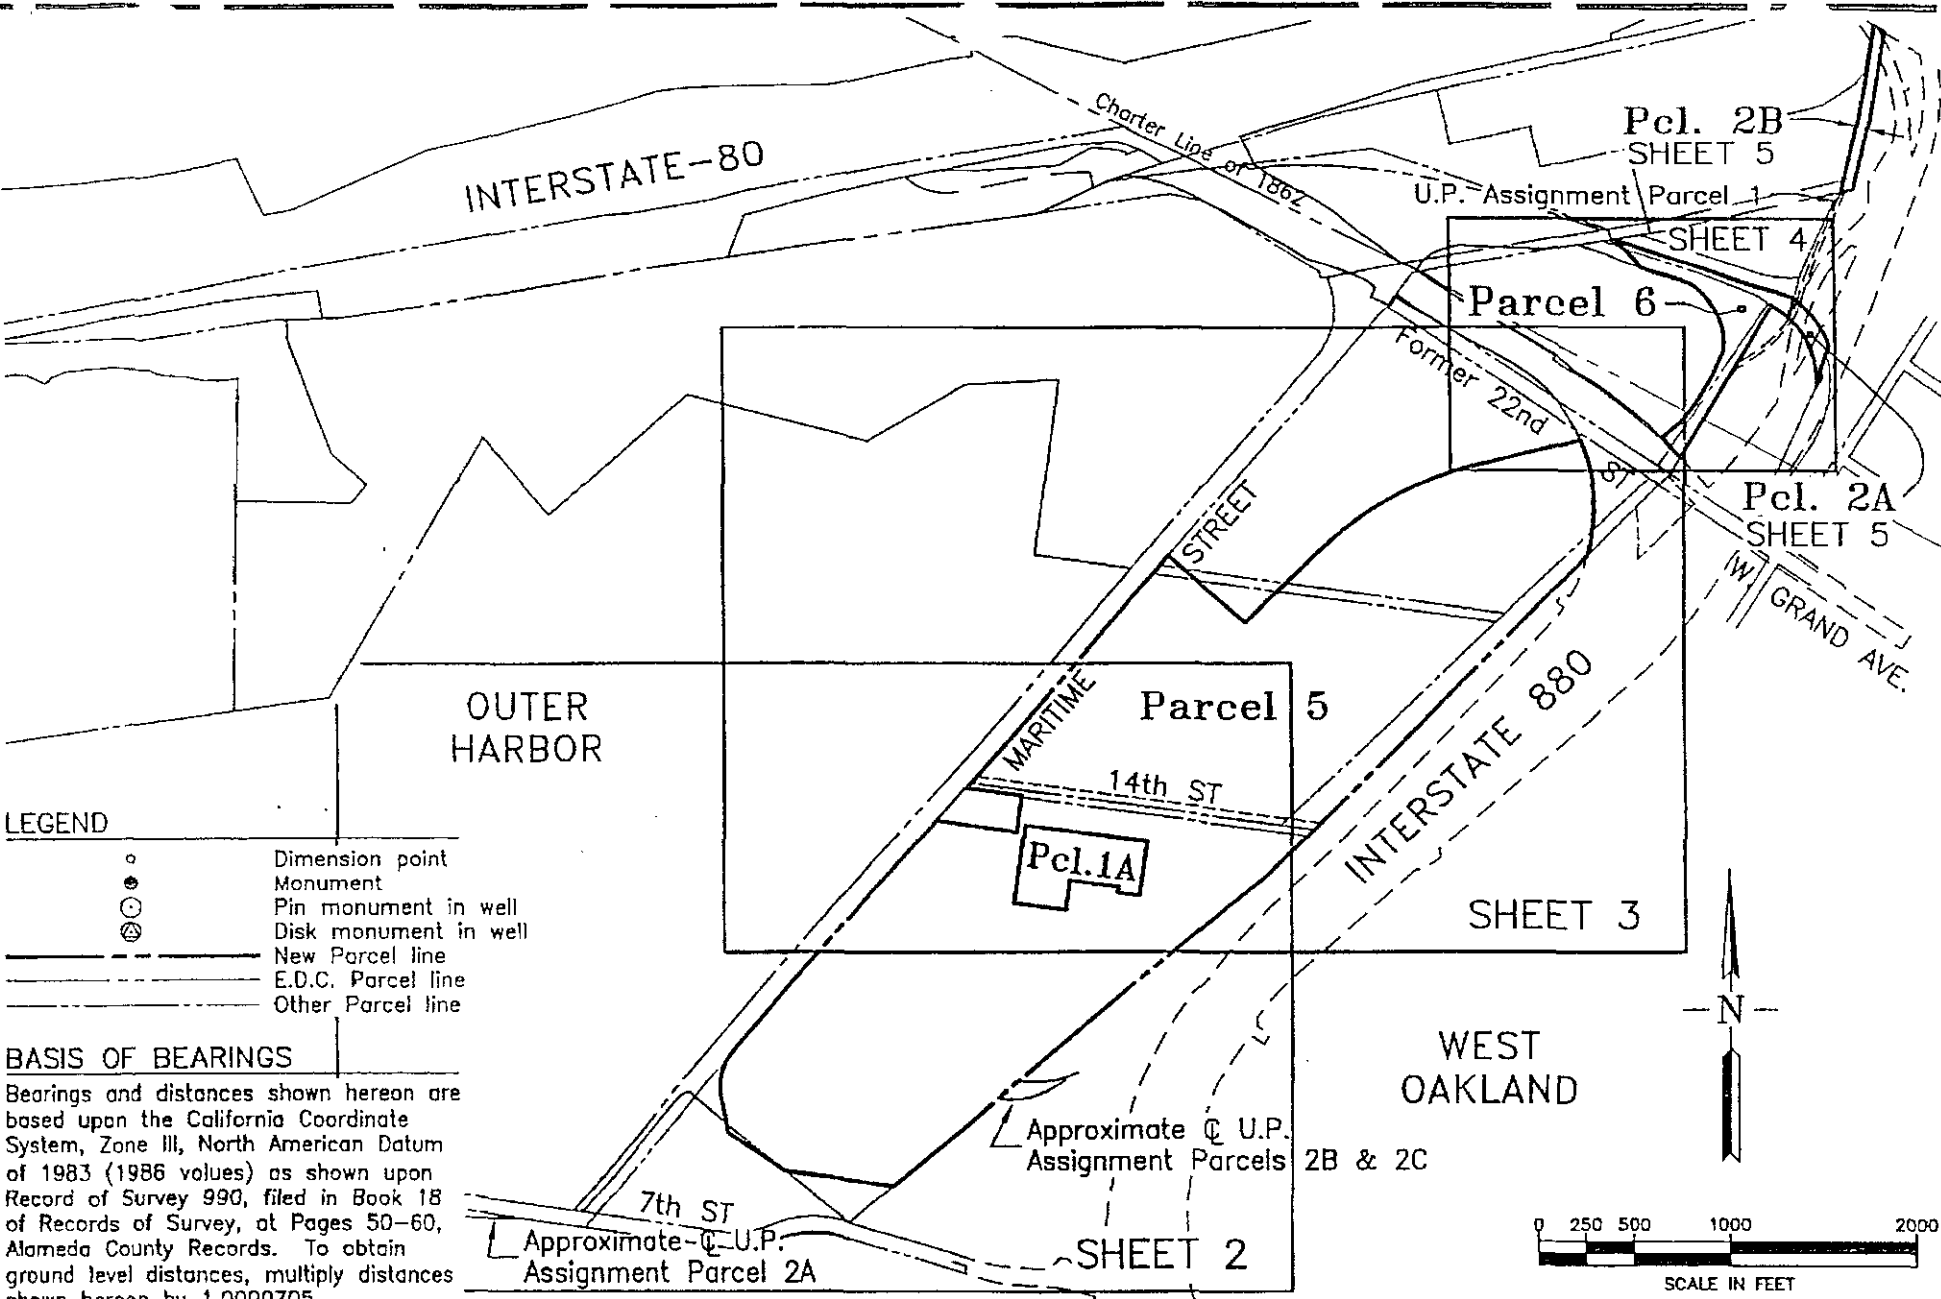 Charter Line of 1862
INTERSTATE-80
Pcl. 2B
SHEET 5
U.P. Assignment Parcel 1
SHEET 4
Parcel 6
Former 22nd ST
Pcl. 2A
SHEET 5
(W. GRAND AVE.
STREET
MARITIME
OUTER
HARBOR
Parcel 5
INTERSTATE 880
14th ST
Pcl.1A
SHEET 3
LEGEND
Dimension point
Monument
Pin monument in well
Disk monument in well
New Parcel line
E.D.C. Parcel line
Other Parcel line
N
WEST
OAKLAND
BASIS OF BEARINGS
Bearings and distances shown hereon are
based upon the California Coordinate
System, Zone III, North American Datum
of 1983 (1986 values) as shown upon
Record of Survey 990, filed in Book 18
of Records of Survey, at Pages 50-60,
Alameda County Records. To obtain
ground level distances, multiply distances
shown hereon by 1.0000705
Approximate ℄ U.P.
Assignment Parcels 2B & 2C
7th ST
Approximate ℄ U.P.
Assignment Parcel 2A
SHEET 2
0 250 500 1000 2000
SCALE IN FEET